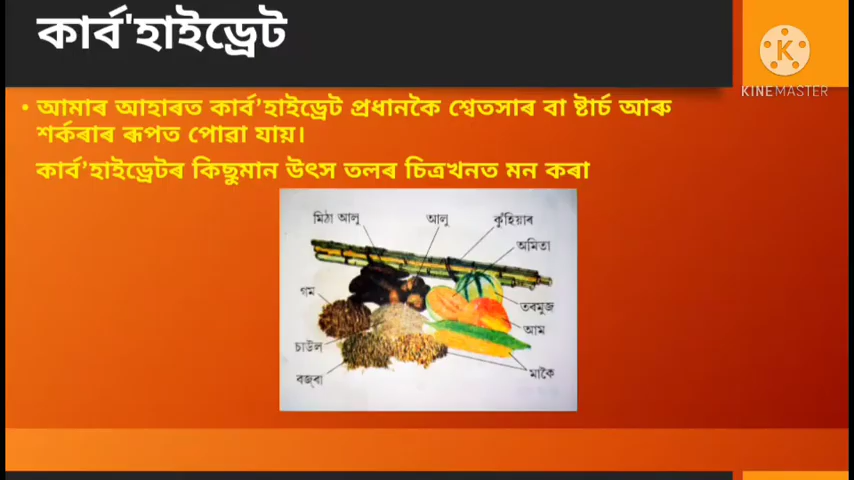 কাৰ্ব'হাইড্ৰেট
KINEMASTER
• আমাৰ আহাৰত কাৰ্ব’হাইড্ৰেট প্ৰধানকৈ শ্বেতসাৰ বা ষ্টাৰ্চ আৰু
শৰ্কৰাৰ ৰূপত পোৱা যায়।
কাৰ্ব’হাইড্ৰেটৰ কিছুমান উৎস তলৰ চিত্ৰখনত মন কৰা
মিঠা আলু
আলু
কুঁহিয়াৰ
অমিতা
গম
তৰমুজ
আম
চাউল
মাকৈ
বজ্ৰা